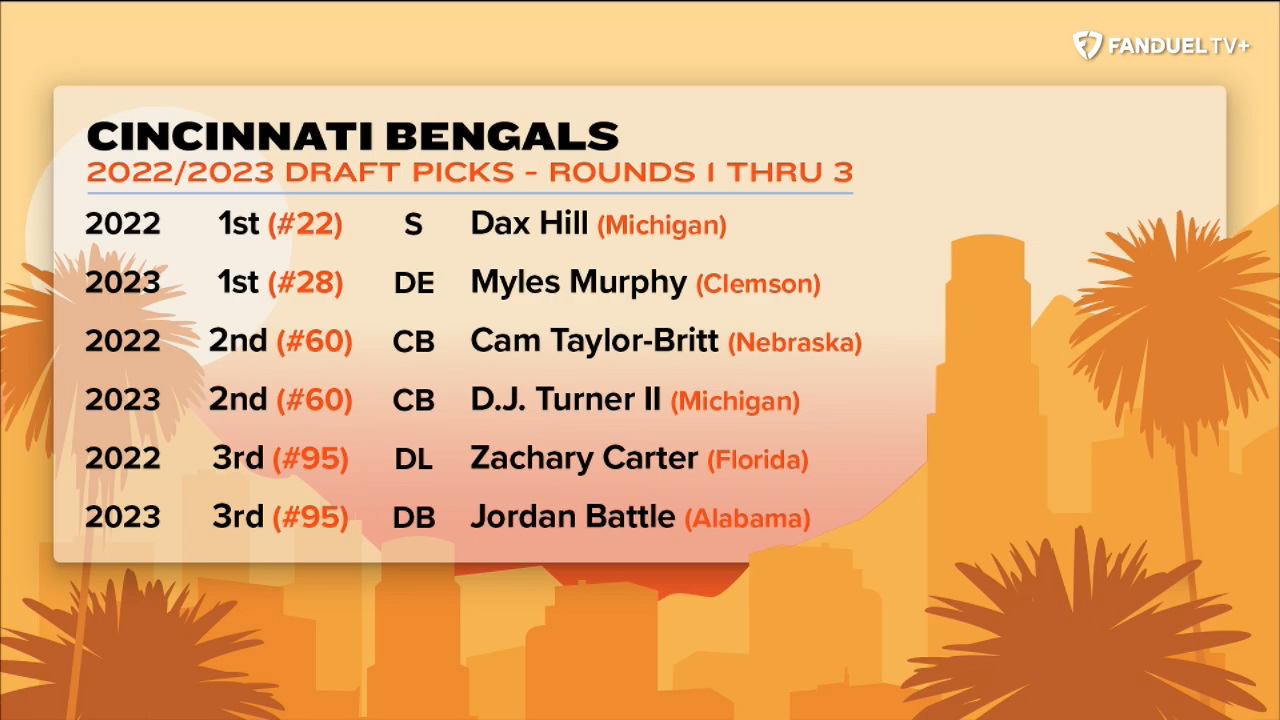 FANDUEL TV+
CINCINNATI BENGALS
2022/2023 DRAFT PICKS - ROUNDS 1 THRU 3
2022 1st (#22) S Dax Hill (Michigan)
2023 1st (#28) DE Myles Murphy (Clemson)
2022 2nd (#60) CB Cam Taylor-Britt (Nebraska)
2023 2nd (#60) CB D.J. Turner II (Michigan)
2022 3rd (#95) DL Zachary Carter (Florida)
2023 3rd (#95) DB Jordan Battle (Alabama)